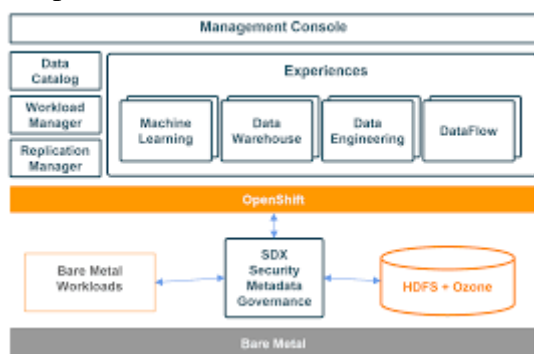 Management Console
Data
Catalog
Workload
Manager
Replication
Manager
Experiences
Machine
Learning
Data
Warehouse
Data
Engineering
DataFlow
OpenShift
Bare Metal
Workloads
SDX
Security
Metadata
Governance
HDFS + Ozone
Bare Metal